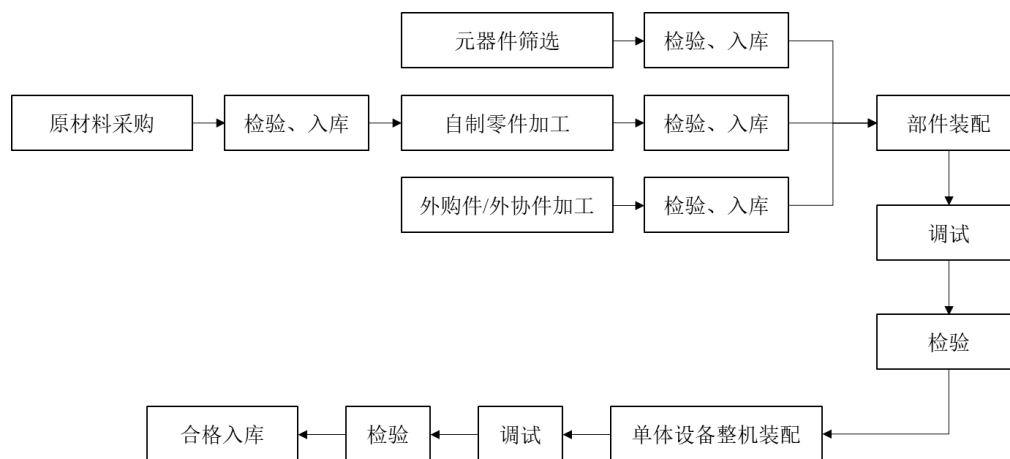 元器件筛选
检验、入库
原材料采购
检验、入库
自制零件加工
检验、入库
部件装配
外购件/外协件加工
检验、入库
调试
检验
合格入库
检验
调试
单体设备整机装配